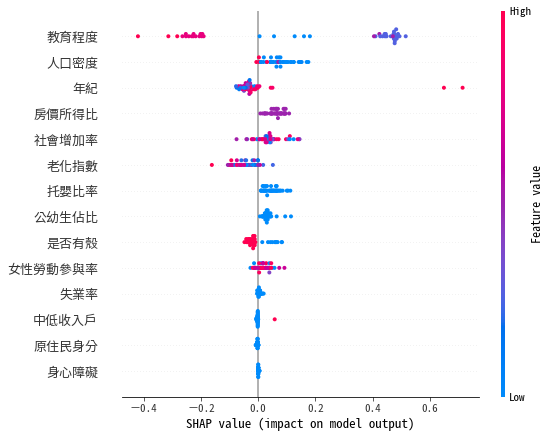 High
教育程度
人口密度
年紀
房價所得比
社會增加率
老化指數
托嬰比率
公幼生佔比
是否有殼
女性勞動參與率
失業率
中低收入戶
原住民身分
身心障礙
Feature value
Low
−0.4 −0.2 0.0 0.2 0.4 0.6
SHAP value (impact on model output)